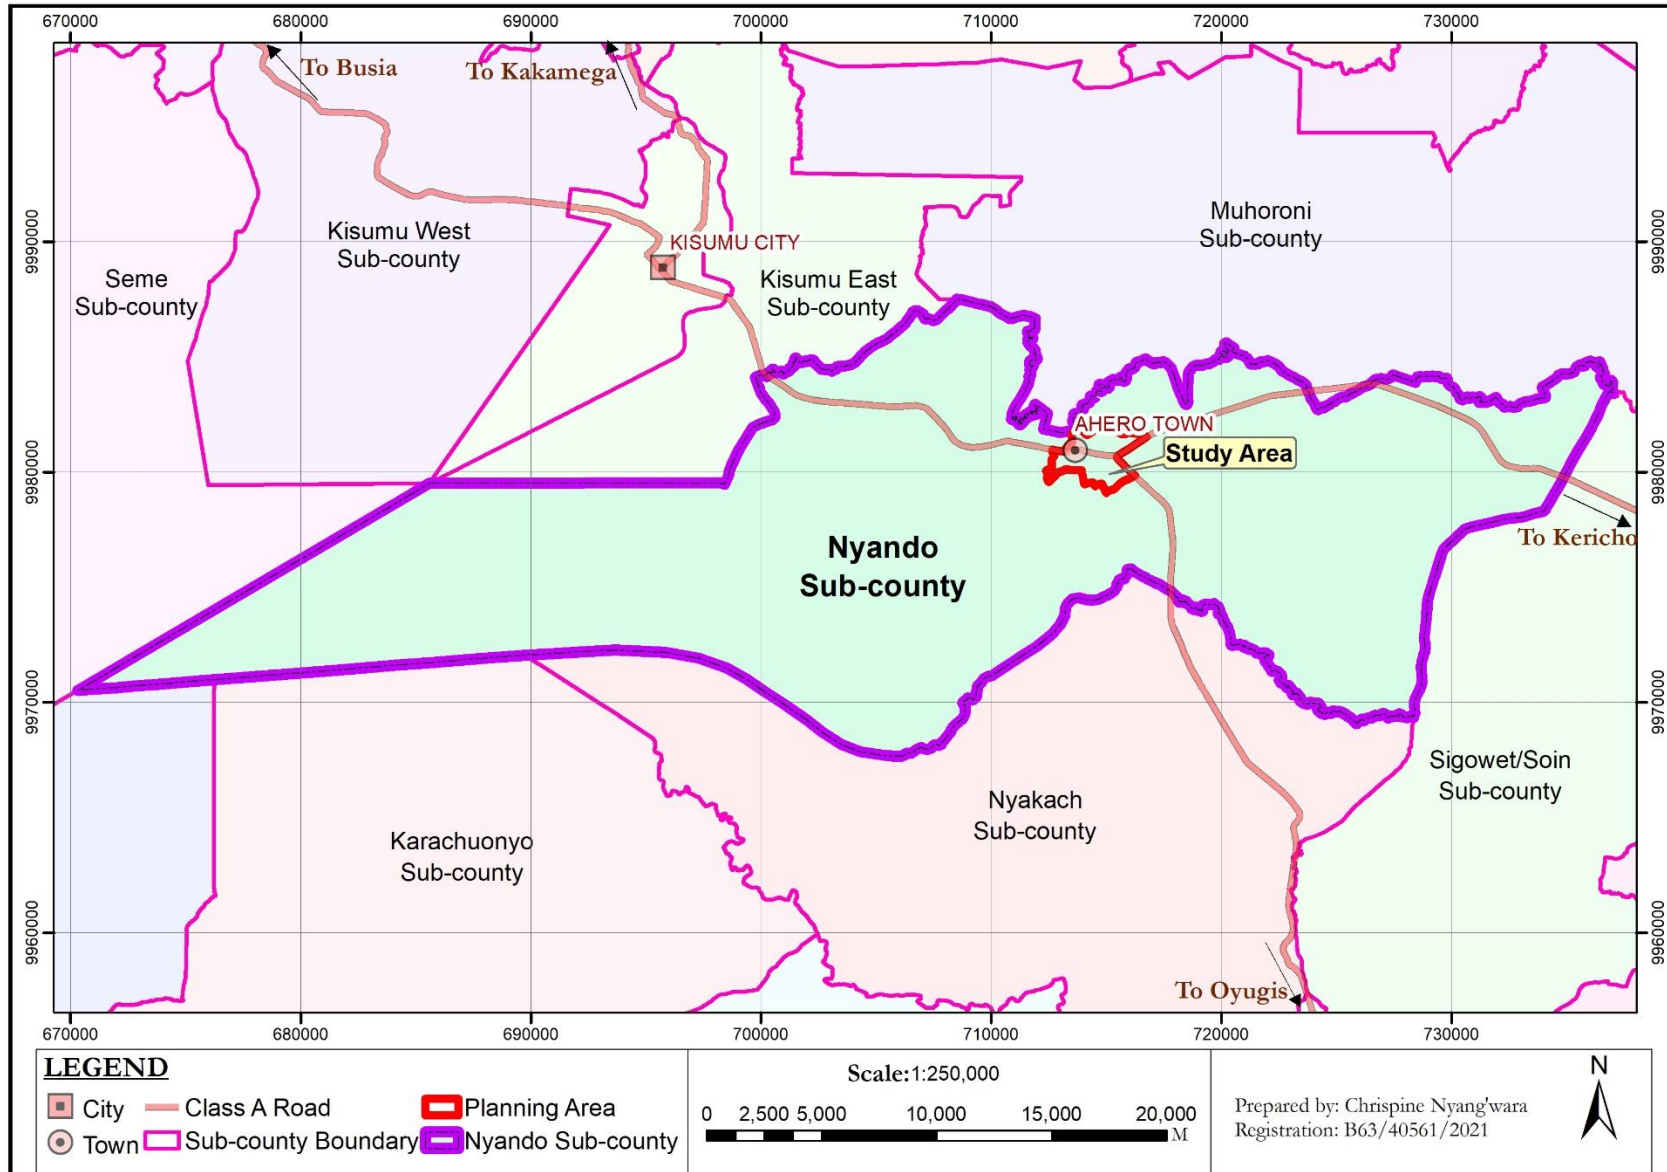 670000 680000 690000 700000 710000 720000 730000
To Busia
To Kakamega
9990000
9990000
Muhoroni
Sub-county
Kisumu West
Sub-county
KISUMU CITY
Seme
Sub-county
Kisumu East
Sub-county
AHERO TOWN
Study Area
9980000
9980000
To Kericho
Nyando
Sub-county
9970000
9970000
Sigowet/Soin
Sub-county
Nyakach
Sub-county
Karachuonyo
Sub-county
9960000
9960000
To Oyugis
670000 680000 690000 700000 710000 720000 730000
LEGEND
City
Class A Road
Planning Area
Town
Sub-county Boundary
Nyando Sub-county
Scale:1:250,000
0 2,500 5,000 10,000 15,000 20,000
M
Prepared by: Chrispine Nyang'wara
Registration: B63/40561/2021
N